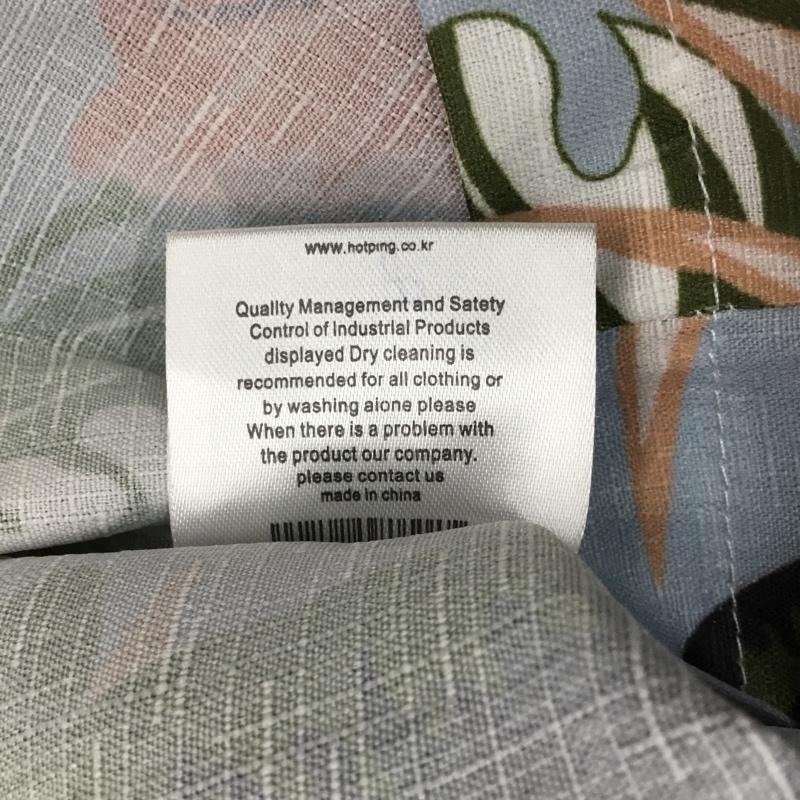 www.hotping.co.kr
Quality Management and Satety
Control of Industrial Products
displayed Dry cleaning is
recommended for all clothing or
by washing aione please
When there is a problem with
the product our company.
please contact us
made in china